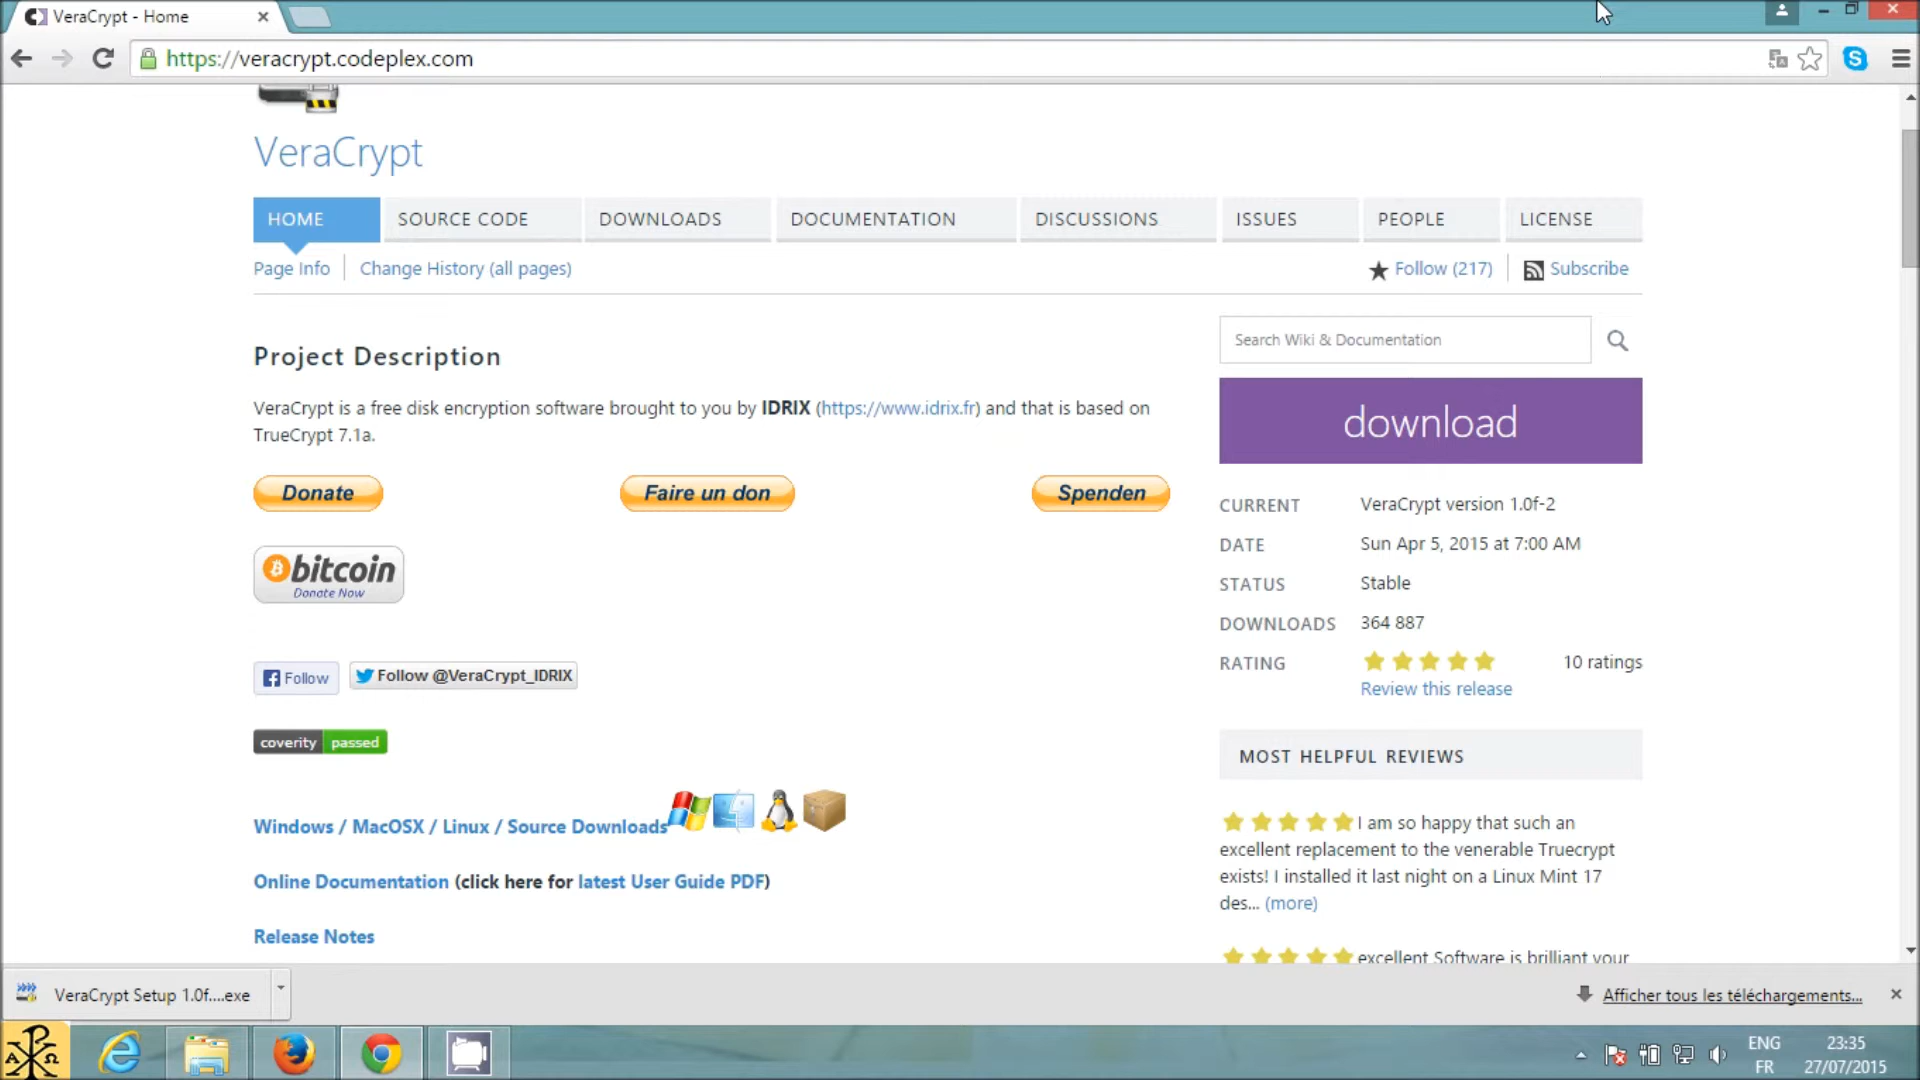 VeraCrypt - Home
https://veracrypt.codeplex.com
VeraCrypt
HOME SOURCE CODE DOWNLOADS DOCUMENTATION DISCUSSIONS ISSUES PEOPLE LICENSE
Page Info Change History (all pages) Follow (217) Subscribe
Search Wiki & Documentation
Project Description
VeraCrypt is a free disk encryption software brought to you by IDRIX (https://www.idrix.fr) and that is based on
TrueCrypt 7.1a.
Donate Faire un don Spenden
bitcoin
Donate Now
Follow Follow @VeraCrypt_IDRIX
coverity passed
Windows / MacOSX / Linux / Source Downloads
Online Documentation (click here for latest User Guide PDF)
Release Notes
download
CURRENT VeraCrypt version 1.0f-2
DATE Sun Apr 5, 2015 at 7:00 AM
STATUS Stable
DOWNLOADS 364 887
RATING 10 ratings
Review this release
MOST HELPFUL REVIEWS
I am so happy that such an
excellent replacement to the venerable Truecrypt
exists! I installed it last night on a Linux Mint 17
des... (more)
excellent Software is brilliant your
VeraCrypt Setup 1.0f....exe Afficher tous les téléchargements...
ENG 23:35
FR 27/07/2015